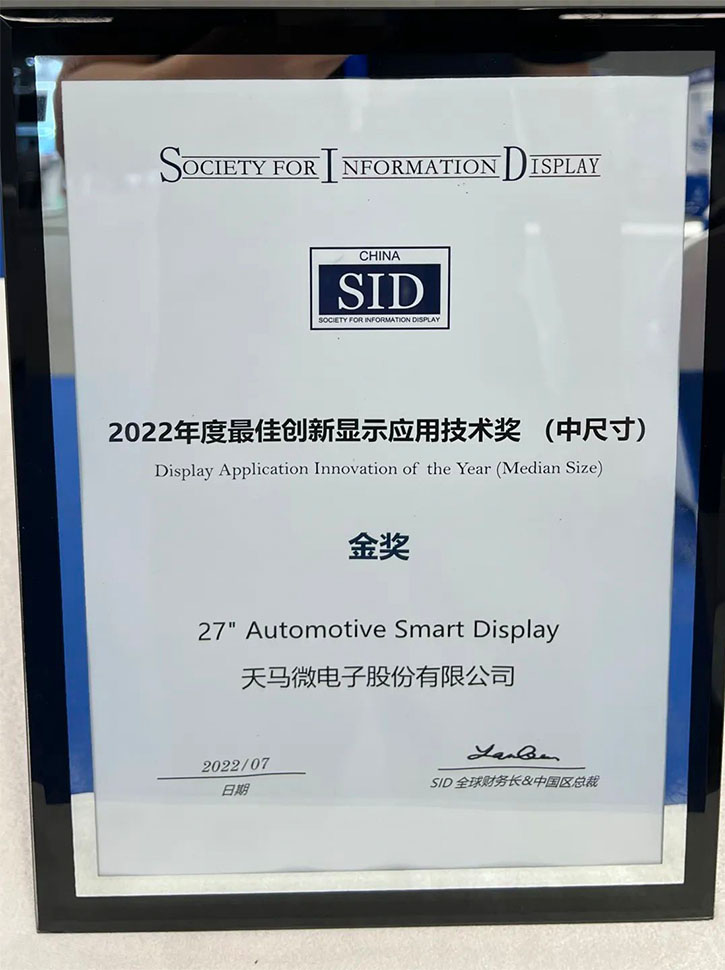 SOCIETY FOR INFORMATION DISPLAY
CHINA
SID
SOCIETY FOR INFORMATION DISPLAY
2022年度最佳创新显示应用技术奖 （中尺寸）
Display Application Innovation of the Year (Median Size)
金奖
27" Automotive Smart Display
天马微电子股份有限公司
2022/07
日期
SID 全球财务长&中国区总裁